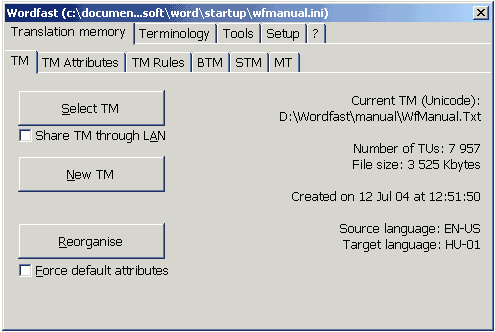 Wordfast (c:\documen...soft\word\startup\wfmanual.ini)
Translation memory Terminology Tools Setup ?
TM TM Attributes TM Rules BTM STM MT
Select TM
Share TM through LAN
New TM
Reorganise
Force default attributes
Current TM (Unicode):
D:\Wordfast\manual\WfManual.Txt
Number of TUs: 7 957
File size: 3 525 Kbytes
Created on 12 Jul 04 at 12:51:50
Source language: EN-US
Target language: HU-01